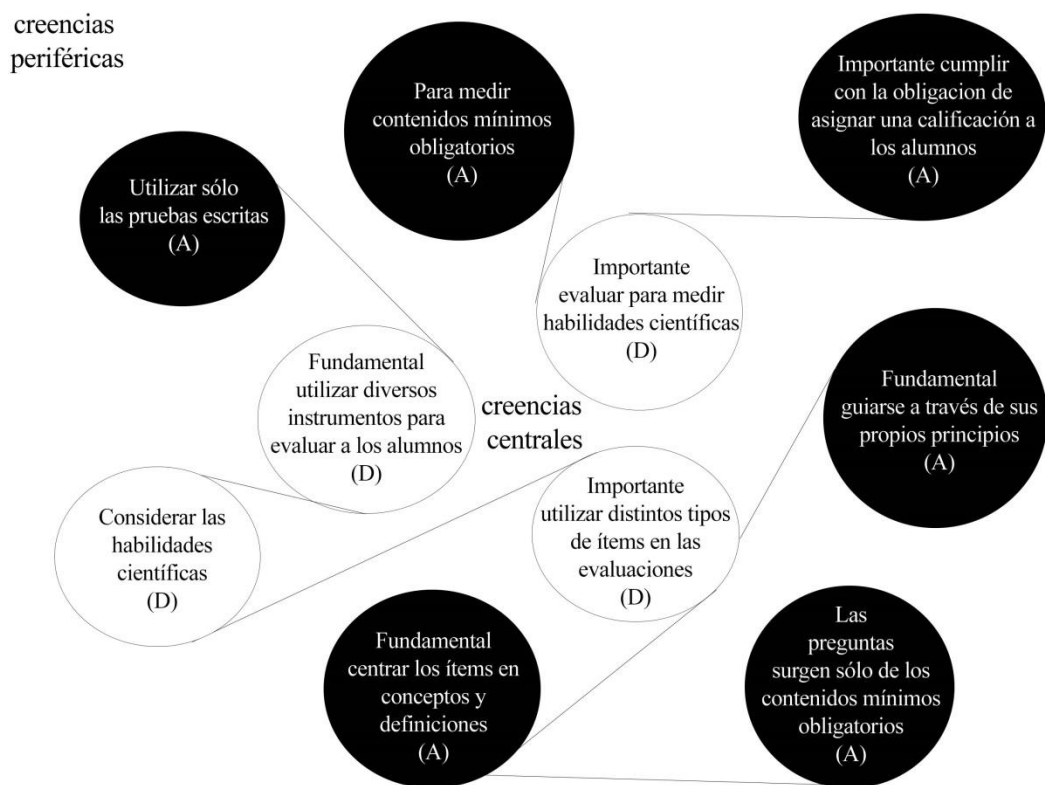 creencias
periféricas
Para medir
contenidos mínimos
obligatorios
(A)
Importante cumplir
con la obligacion de
asignar una calificación a
los alumnos
(A)
Utilizar sólo
las pruebas escritas
(A)
Importante
evaluar para medir
habilidades científicas
(D)
Fundamental
utilizar diversos
instrumentos para
evaluar a los alumnos
(D)
creencias
centrales
Fundamental
guiarse a través de sus
propios principios
(A)
Considerar las
habilidades
científicas
(D)
Importante
utilizar distintos tipos
de ítems en las
evaluaciones
(D)
Fundamental
centrar los ítems en
conceptos y
definiciones
(A)
Las
preguntas
surgen sólo de los
contenidos mínimos
obligatorios
(A)